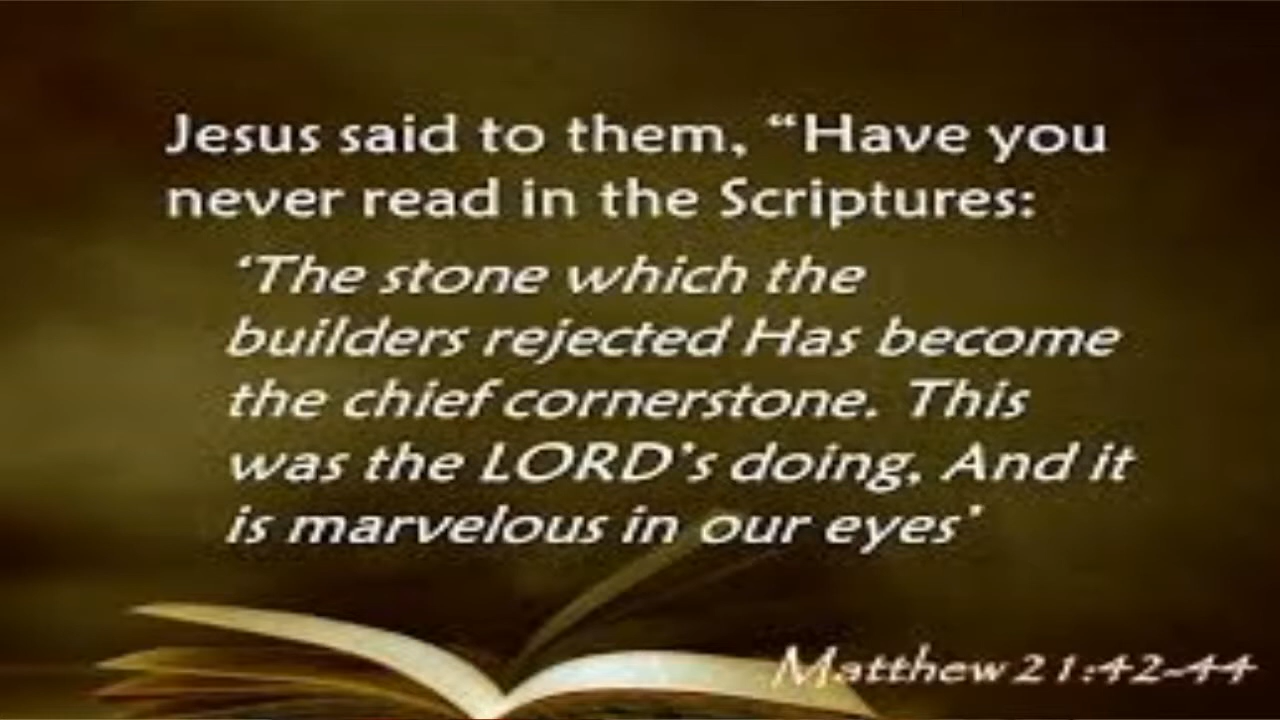 Jesus said to them, “Have you
never read in the Scriptures:
‘The stone which the
builders rejected Has become
the chief cornerstone. This
was the LORD’s doing, And it
is marvelous in our eyes’
Matthew 21:42-44